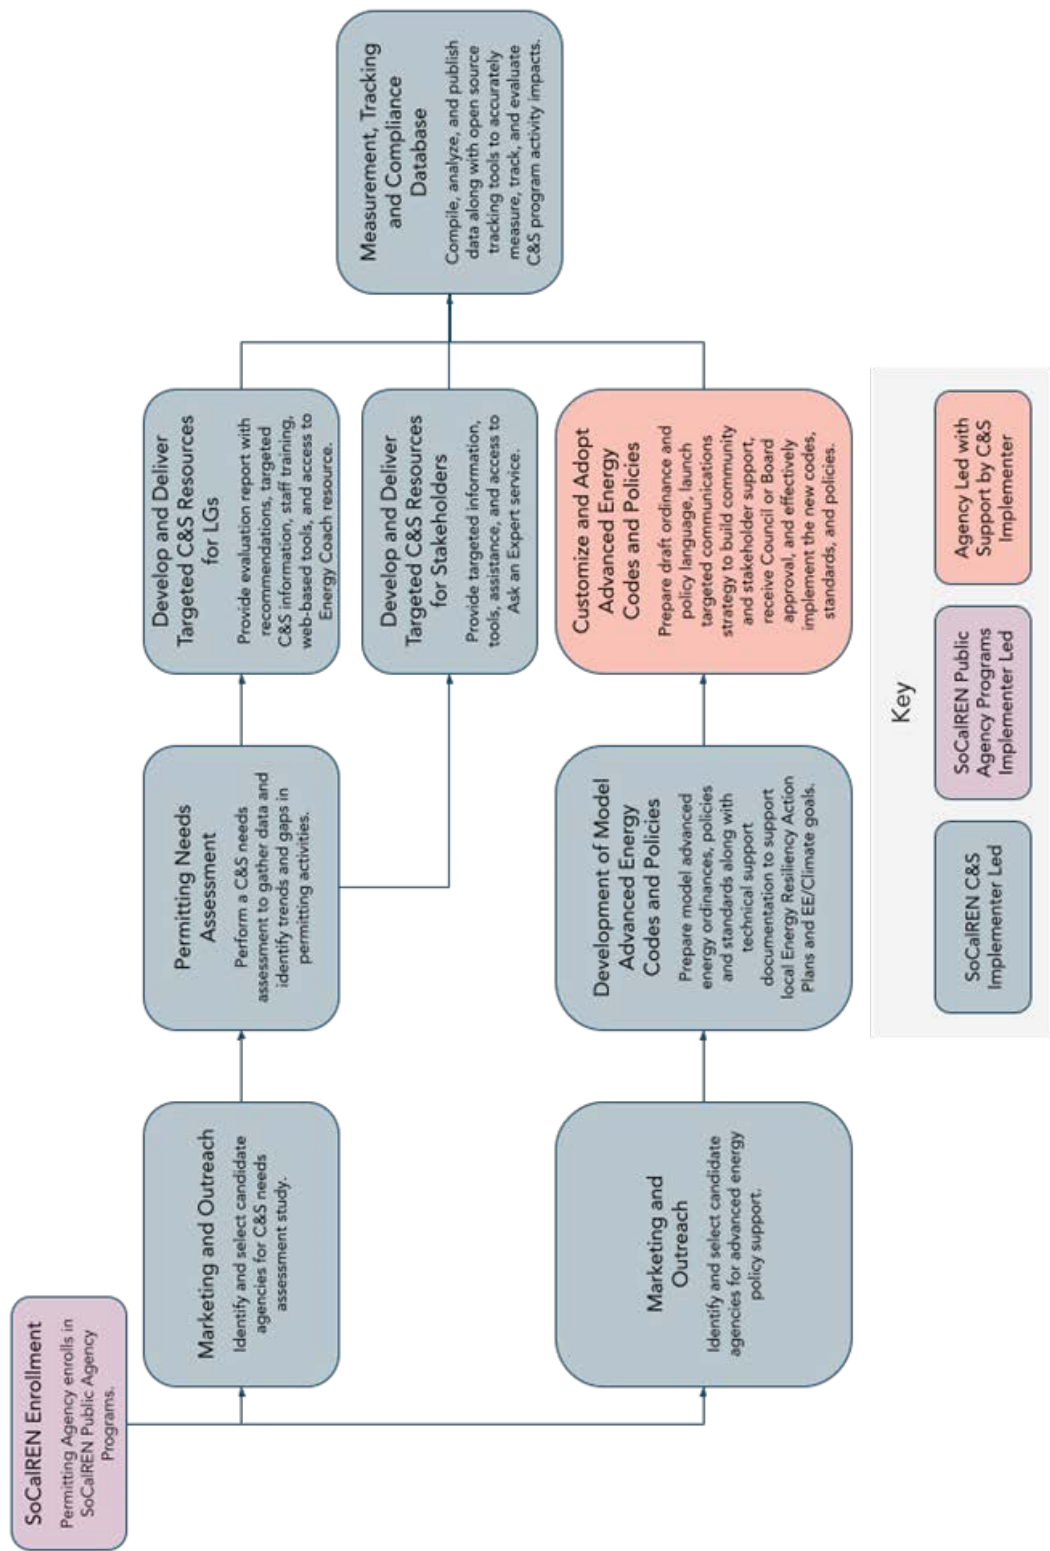 SoCalREN Enrollment
Permitting Agency enrolls in
SoCalREN Public Agency
Programs.
Marketing and Outreach
Identify and select candidate
agencies for C&S needs
assessment study.
Permitting Needs
Assessment
Perform a C&S needs
assessment to gather data and
identify trends and gaps in
permitting activities.
Develop and Deliver
Targeted C&S Resources
for LGs
Provide evaluation report with
recommendations, targeted
C&S information, staff training,
web-based tools, and access to
Energy Coach resource.
Develop and Deliver
Targeted C&S Resources
for Stakeholders
Provide targeted information,
tools, assistance, and access to
Ask an Expert service.
Marketing and
Outreach
Identify and select candidate
agencies for advanced energy
policy support.
Development of Model
Advanced Energy
Codes and Policies
Prepare model advanced
energy ordinances, policies
and standards along with
technical support
documentation to support
local Energy Resiliency Action
Plans and EE/Climate goals.
Customize and Adopt
Advanced Energy
Codes and Policies
Prepare draft ordinance and
policy language, launch
targeted communications
strategy to build community
and stakeholder support,
receive Council or Board
approval, and effectively
implement the new codes,
standards, and policies.
Measurement, Tracking
and Compliance
Database
Compile, analyze, and publish
data along with open source
tracking tools to accurately
measure, track, and evaluate
C&S program activity impacts.
Key
SoCalREN C&S
Implementer Led
SoCalREN Public
Agency Programs
Implementer Led
Agency Led with
Support by C&S
Implementer